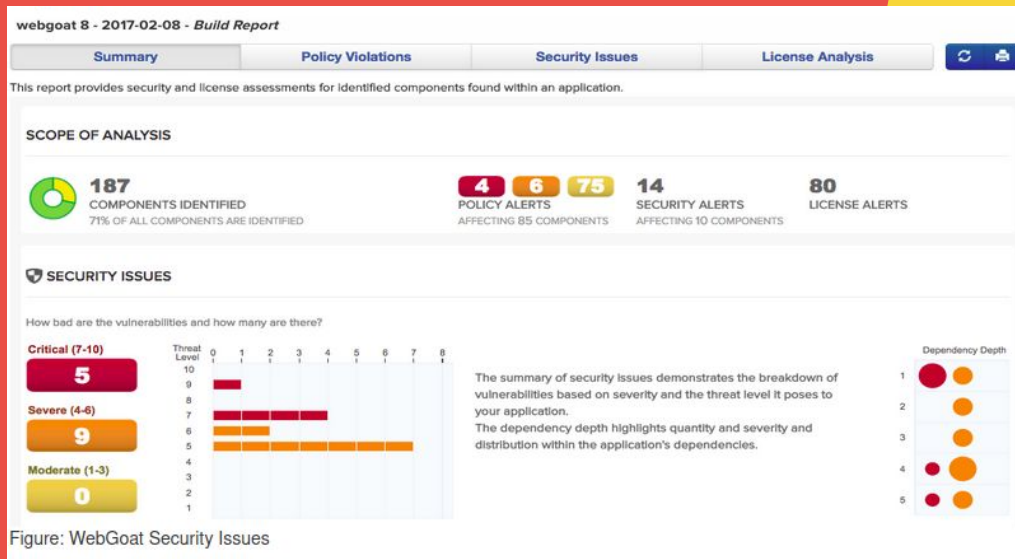 webgoat 8 - 2017-02-08 - Build Report
Summary
Policy Violations
Security Issues
License Analysis
This report provides security and license assessments for identified components found within an application.
SCOPE OF ANALYSIS
187
COMPONENTS IDENTIFIED
71% OF ALL COMPONENTS ARE IDENTIFIED
4 6 75
POLICY ALERTS
AFFECTING 85 COMPONENTS
14
SECURITY ALERTS
AFFECTING 10 COMPONENTS
80
LICENSE ALERTS
SECURITY ISSUES
How bad are the vulnerabilities and how many are there?
Critical (7-10)
5
Severe (4-6)
9
Moderate (1-3)
0
Threat
Level
0 1 2 3 4 5 6 7 8
10
9
8
7
6
5
4
3
2
1
The summary of security issues demonstrates the breakdown of
vulnerabilities based on severity and the threat level it poses to
your application.
The dependency depth highlights quantity and severity and
distribution within the application's dependencies.
Dependency Depth
1
2
3
4
5
Figure: WebGoat Security Issues